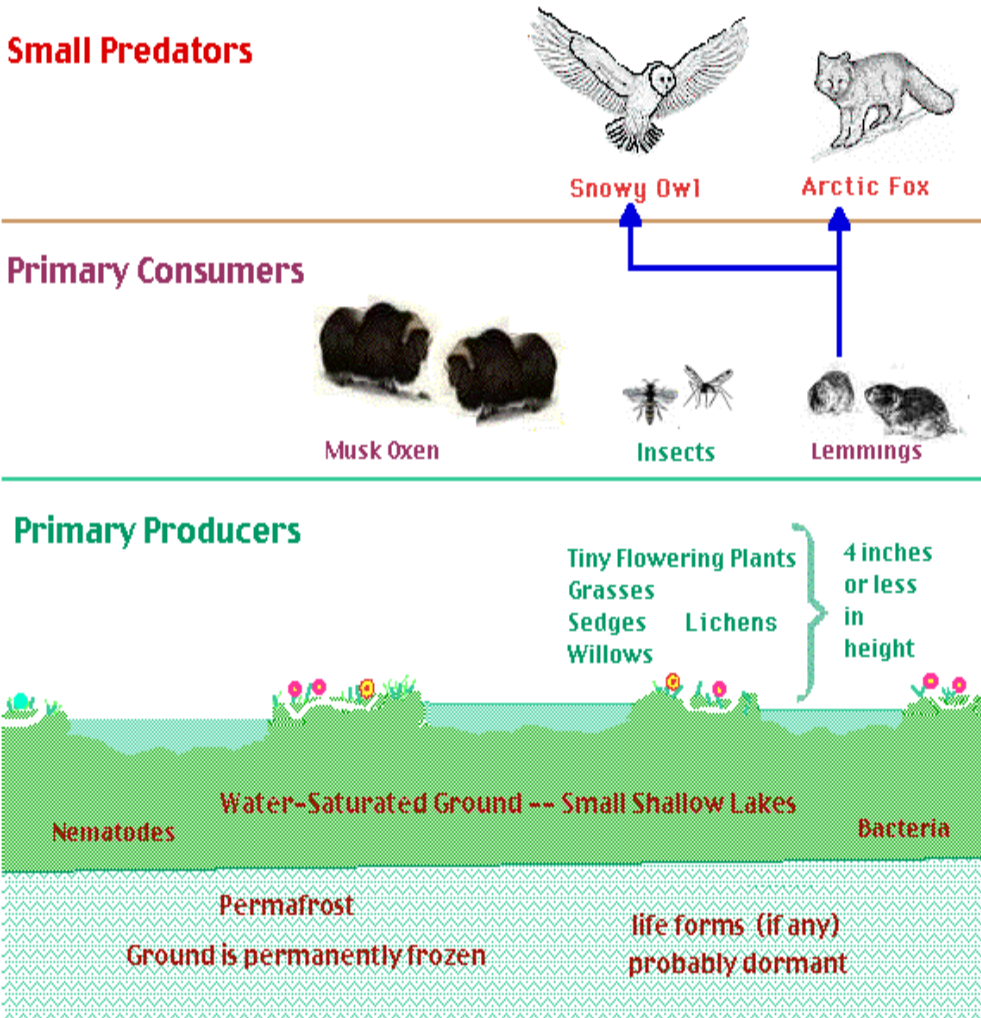 Small Predators
Snowy Owl
Arctic Fox
Primary Consumers
Musk Oxen
Insects
Lemmings
Primary Producers
Tiny Flowering Plants
Grasses
Sedges Lichens
Willows
4 inches
or less
in
height
Water-Saturated Ground -- Small Shallow Lakes
Nematodes
Bacteria
Permafrost
Ground is permanently frozen
life forms (if any)
probably dormant